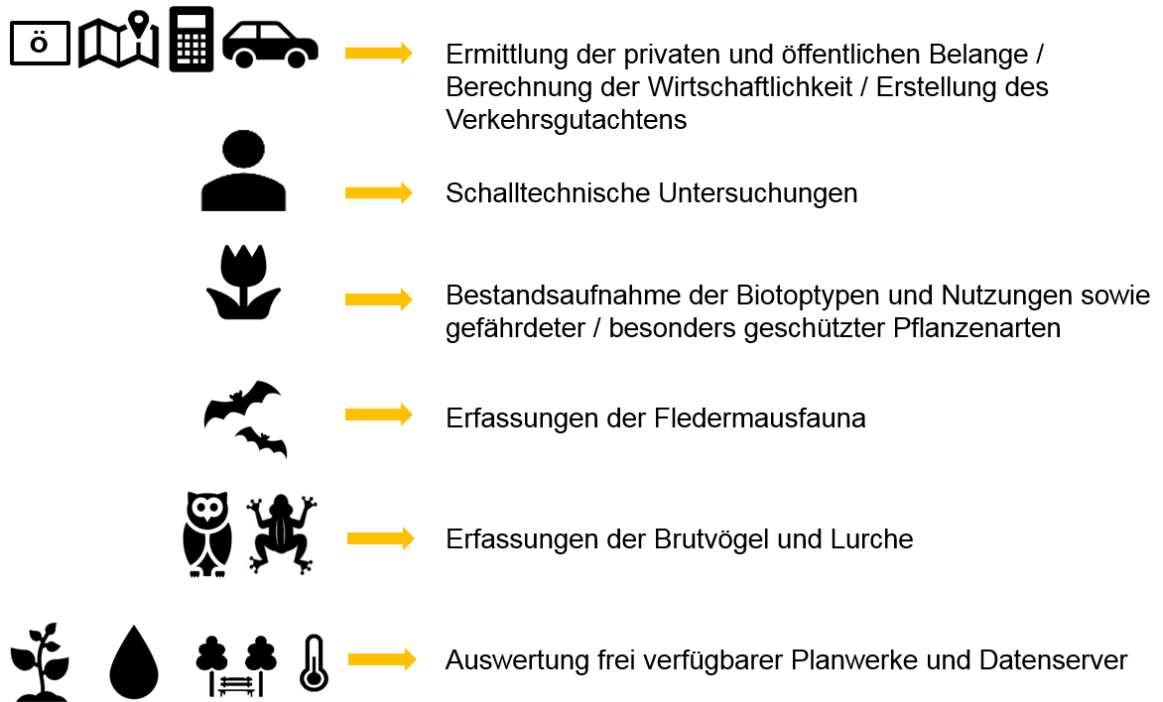 ö
Ermittlung der privaten und öffentlichen Belange /
Berechnung der Wirtschaftlichkeit / Erstellung des
Verkehrsgutachtens
Schalltechnische Untersuchungen
Bestandsaufnahme der Biotoptypen und Nutzungen sowie
gefährdeter / besonders geschützter Pflanzenarten
Erfassungen der Fledermausfauna
Erfassungen der Brutvögel und Lurche
Auswertung frei verfügbarer Planwerke und Datenserver